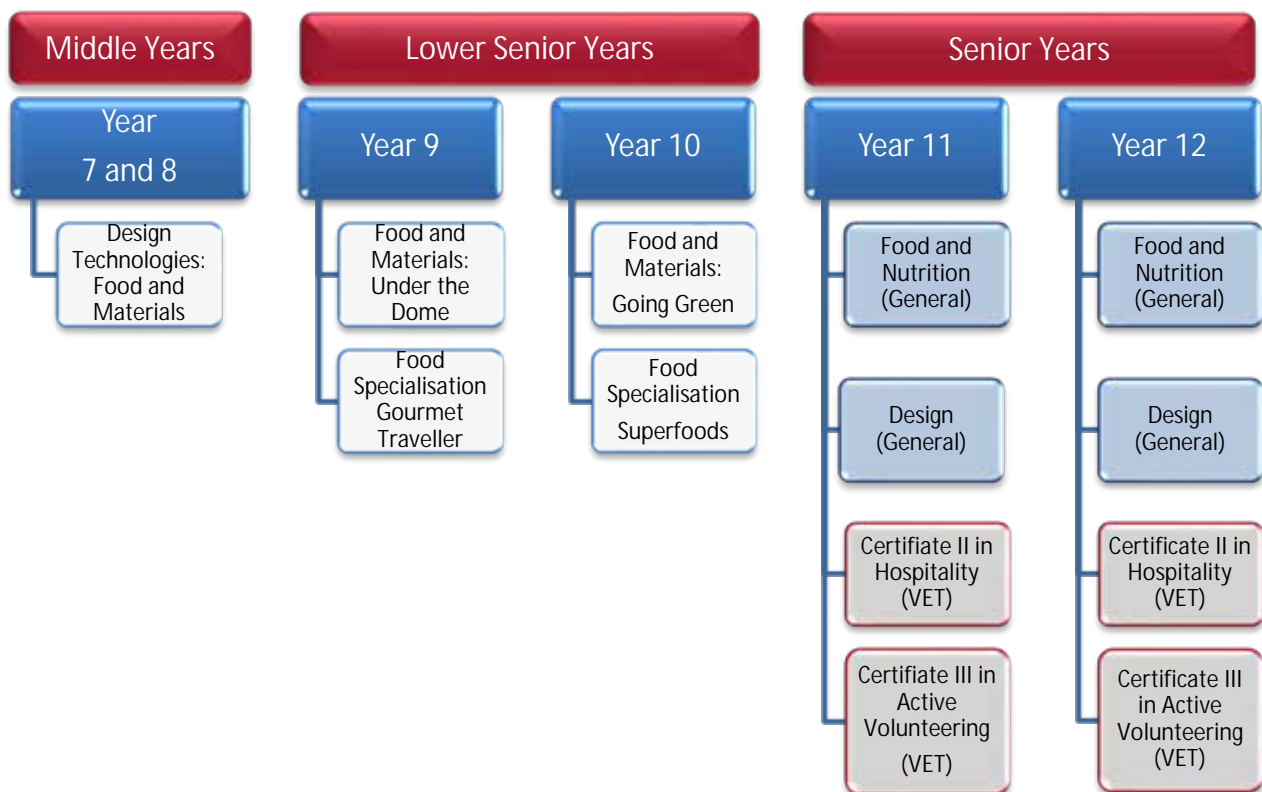 Middle Years
Lower Senior Years
Senior Years
Year
7 and 8
Year 9
Year 10
Year 11
Year 12
Design
Technologies:
Food and
Materials
Food and
Materials:
Under the
Dome
Food
Specialisation
Gourmet
Traveller
Food and
Materials:
Going Green
Food
Specialisation
Superfoods
Food and
Nutrition
(General)
Design
(General)
Certifiate II in
Hospitality
(VET)
Certifiate III in
Active
Volunteering
(VET)
Food and
Nutrition
(General)
Design
(General)
Certificate II in
Hospitality
(VET)
Certificate III
in Active
Volunteering
(VET)